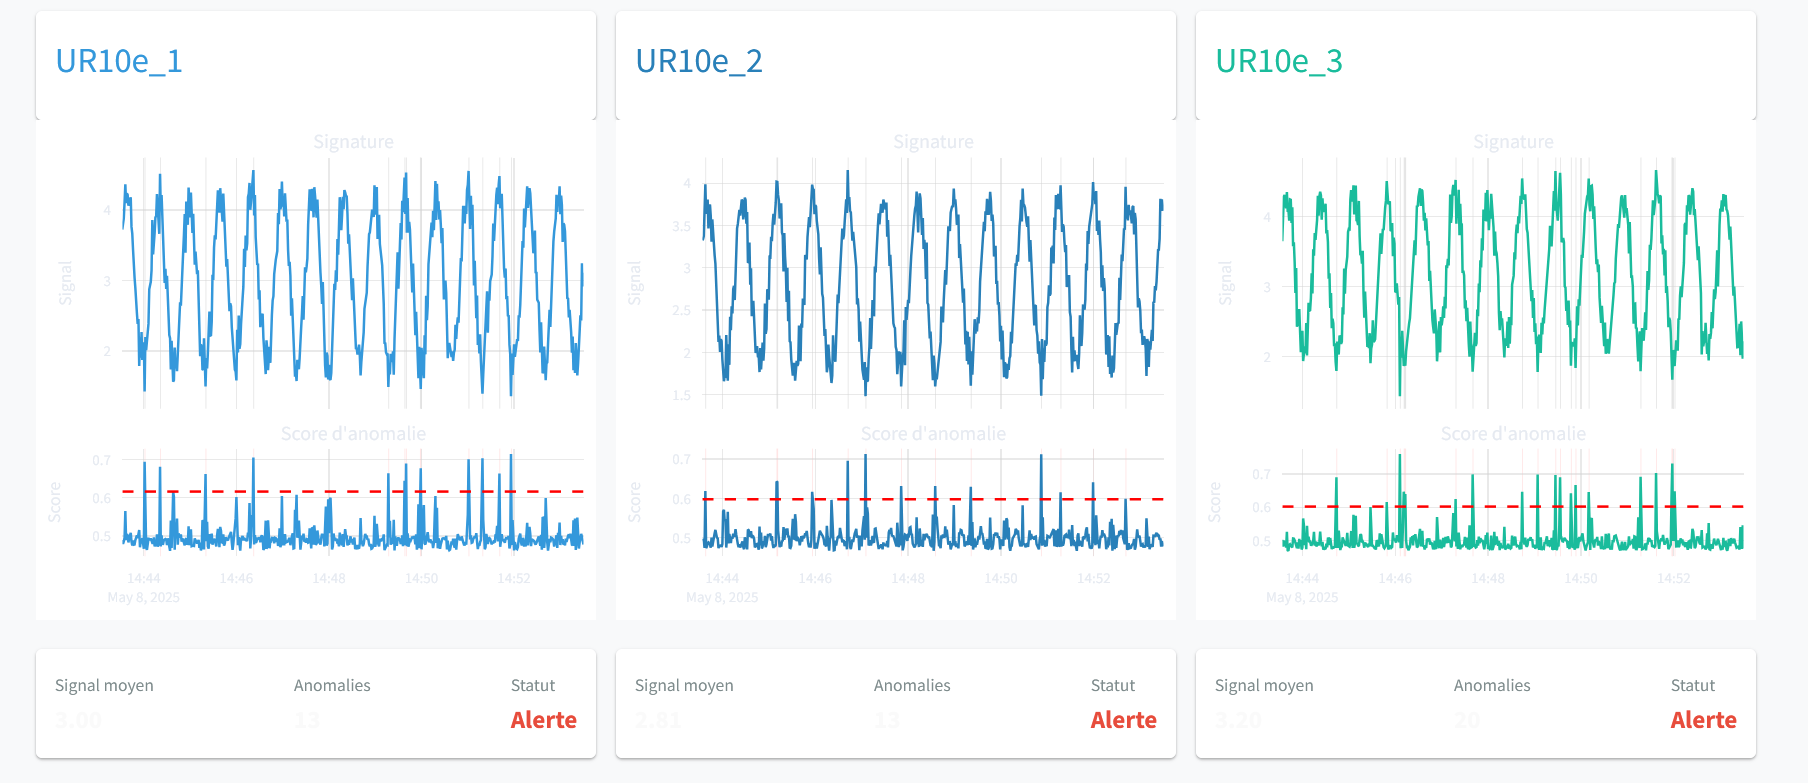 UR10e_1
Signature
Signal
4
3
2
Score d'anomalie
Score
0.7
0.6
0.5
14:44 14:46 14:48 14:50 14:52
May 8, 2025
Signal moyen Anomalies Statut
3.00 13 Alerte
UR10e_2
Signature
Signal
4
3.5
3
2.5
2
1.5
Score d'anomalie
Score
0.7
0.6
0.5
14:44 14:46 14:48 14:50 14:52
May 8, 2025
Signal moyen Anomalies Statut
2.81 13 Alerte
UR10e_3
Signature
Signal
4
3
2
Score d'anomalie
Score
0.7
0.6
0.5
14:44 14:46 14:48 14:50 14:52
May 8, 2025
Signal moyen Anomalies Statut
3.20 20 Alerte